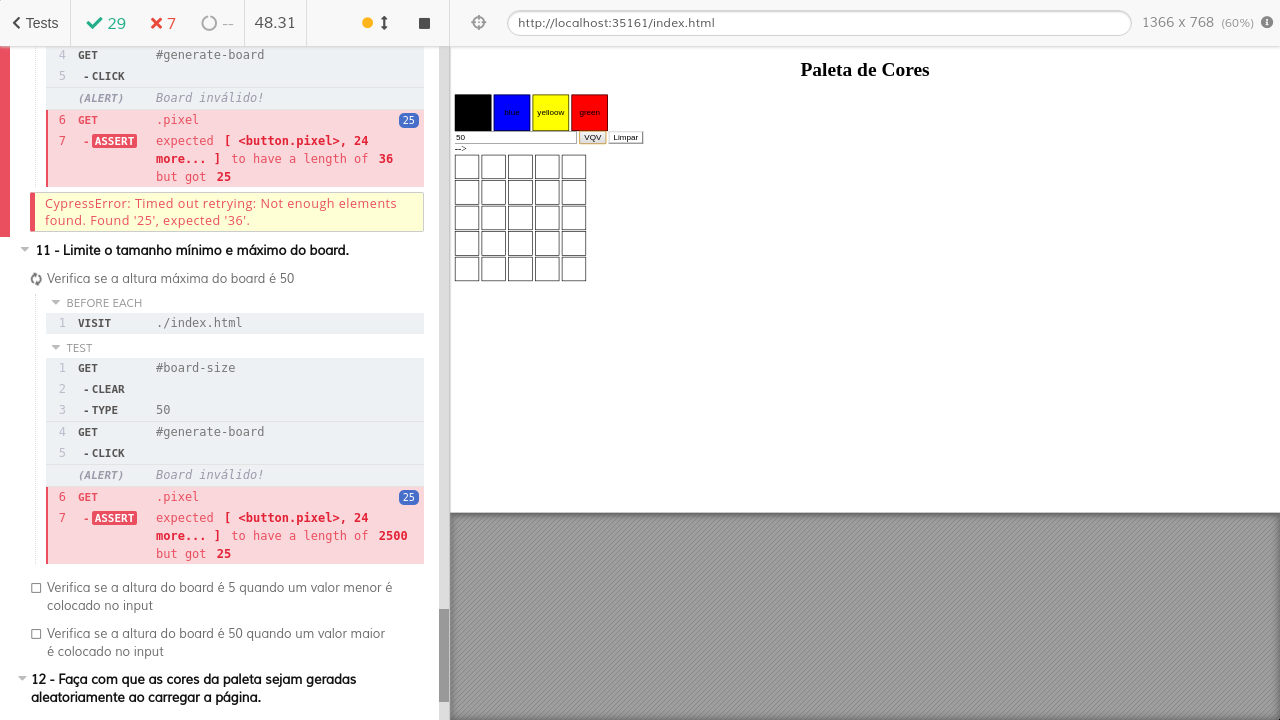 Tests 29 7 -- 48.31
http://localhost:35161/index.html 1366 x 768 (60%)
4 GET #generate-board
5 - CLICK
(ALERT) Board inválido!
6 GET .pixel 25
7 - ASSERT expected [ <button.pixel>, 24
more... ] to have a length of 36
but got 25
CypressError: Timed out retrying: Not enough elements
found. Found '25', expected '36'.
11 - Limite o tamanho mínimo e máximo do board.
Verifica se a altura máxima do board é 50
BEFORE EACH
1 VISIT ./index.html
TEST
1 GET #board-size
2 - CLEAR
3 - TYPE 50
4 GET #generate-board
5 - CLICK
(ALERT) Board inválido!
6 GET .pixel 25
7 - ASSERT expected [ <button.pixel>, 24
more... ] to have a length of 2500
but got 25
Verifica se a altura do board é 5 quando um valor menor é
colocado no input
Verifica se a altura do board é 50 quando um valor maior
é colocado no input
12 - Faça com que as cores da paleta sejam geradas
aleatoriamente ao carregar a página.
Paleta de Cores
blue yelloow green
50 VQV Limpar
-->